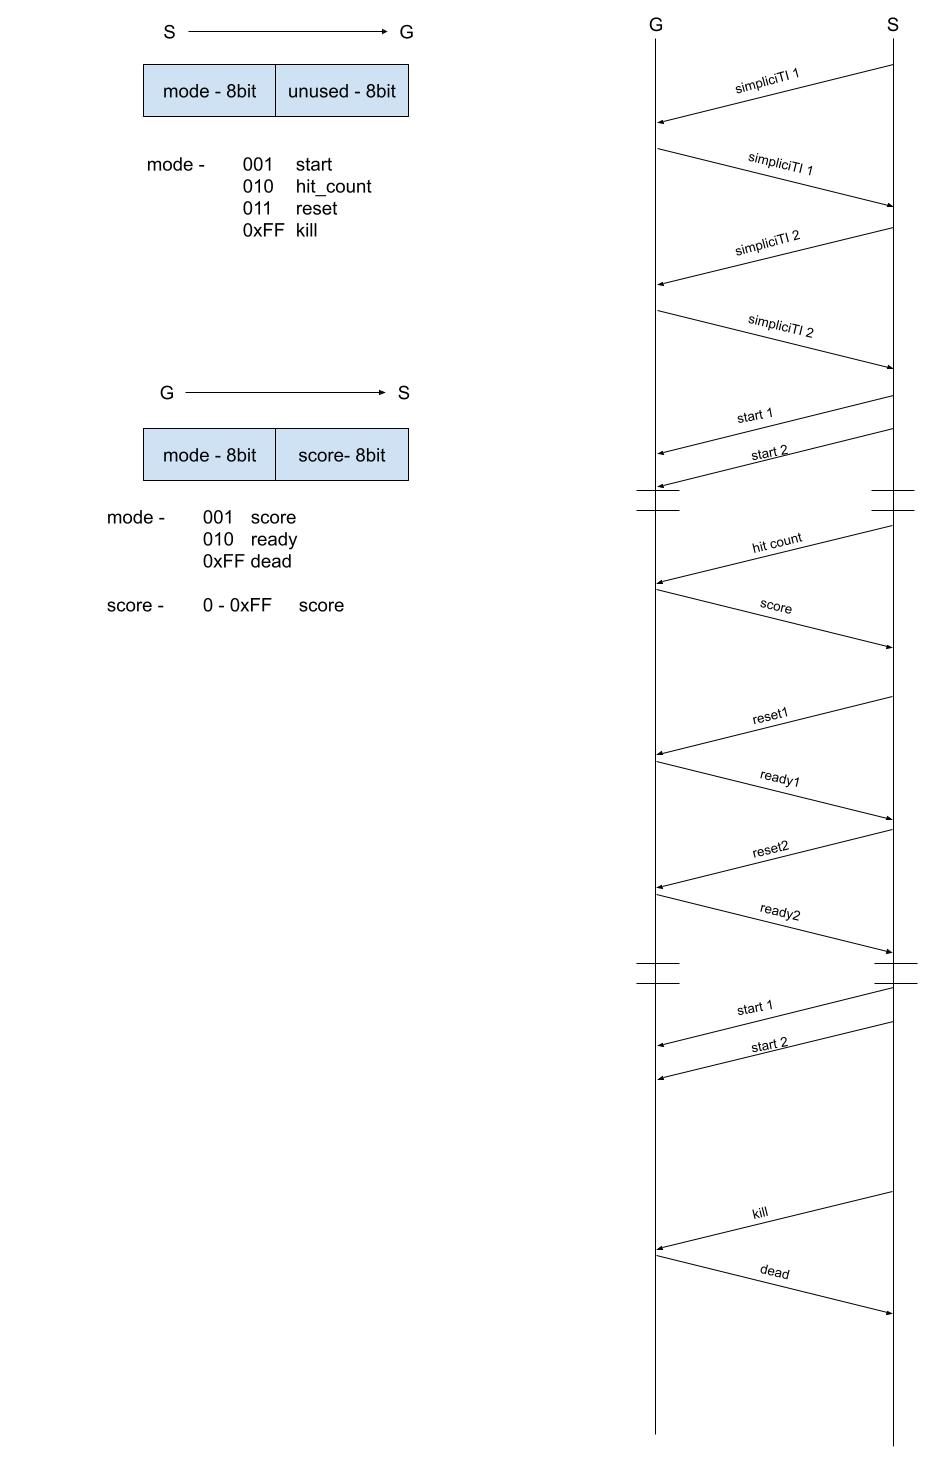 S G
mode - 8bit unused - 8bit
mode - 001 start
010 hit_count
011 reset
0xFF kill
G S
mode - 8bit score- 8bit
mode - 001 score
010 ready
0xFF dead
score - 0 - 0xFF score
G S
simpliciTI 1
simpliciTI 1
simpliciTI 2
simpliciTI 2
start 1
start 2
hit count
score
reset1
ready1
reset2
ready2
start 1
start 2
kill
dead